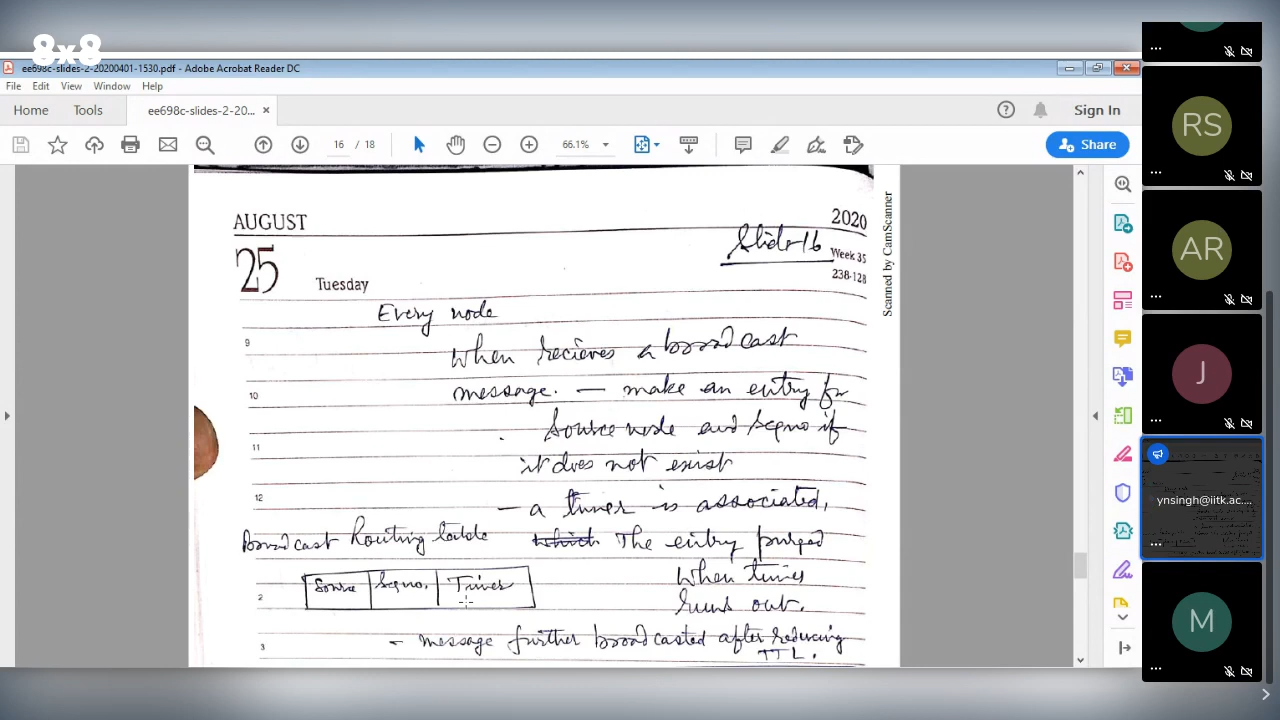 8x8
ee698c-slides-2-20200401-1530.pdf - Adobe Acrobat Reader DC
File Edit View Window Help
Home Tools ee698c-slides-2-20... × Sign In
16 / 18 66.1% Share
AUGUST 2020
Slide-16
25 Tuesday Week 35
238-128
Scanned by CamScanner
Every node
9
When recieves a broadcast
10
message. — make an entry for
11
source node and seqno if
it does not exist
12
— a timer is associated,
Broadcast Routing table which The entry purged
Source Seqno. Timer when timer
2
runs out.
3
- message further broadcasted after reducing
TTL.
RS
AR
J
ynsingh@iitk.ac....
M